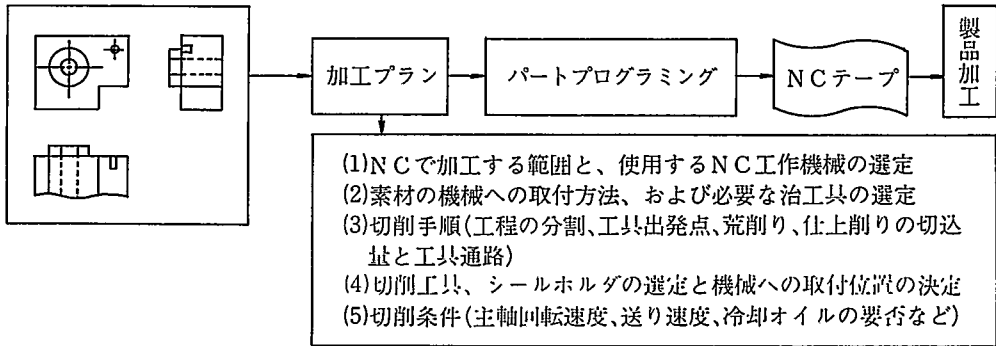 加工プラン
パートプログラミング
NCテープ
製品加工
(1)NCで加工する範囲と、使用するNC工作機械の選定
(2)素材の機械への取付方法、および必要な治工具の選定
(3)切削手順(工程の分割、工具出発点、荒削り、仕上削りの切込
量と工具通路)
(4)切削工具、シールホルダの選定と機械への取付位置の決定
(5)切削条件(主軸回転速度、送り速度、冷却オイルの要否など)